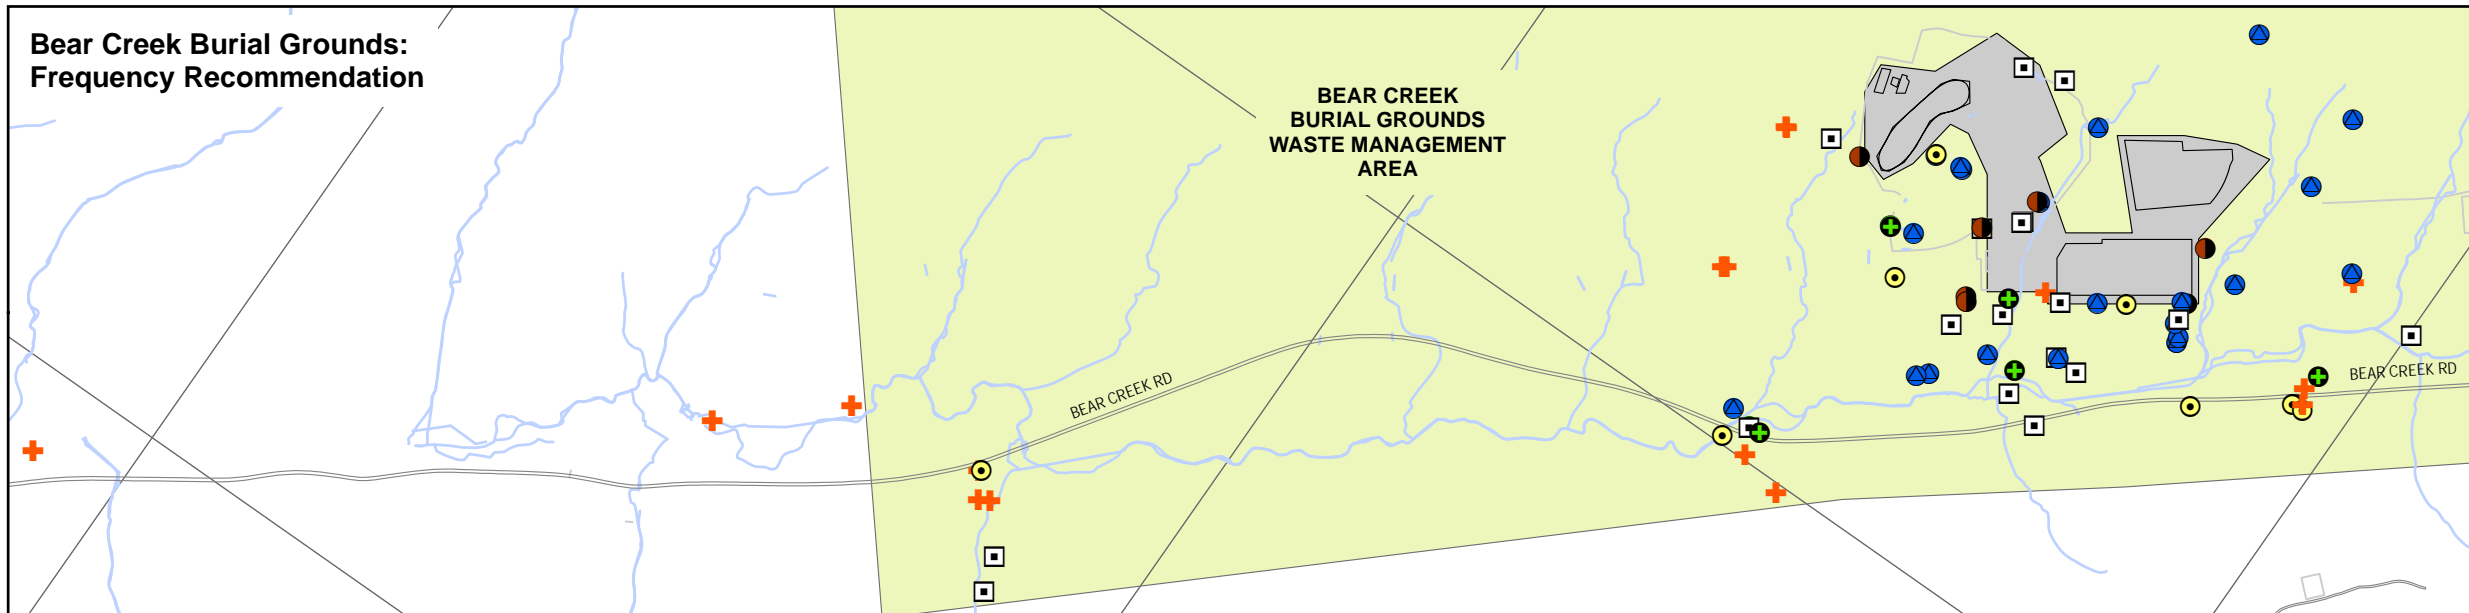 Bear Creek Burial Grounds:
Frequency Recommendation
BEAR CREEK
BURIAL GROUNDS
WASTE MANAGEMENT
AREA
BEAR CREEK RD
BEAR CREEK RD